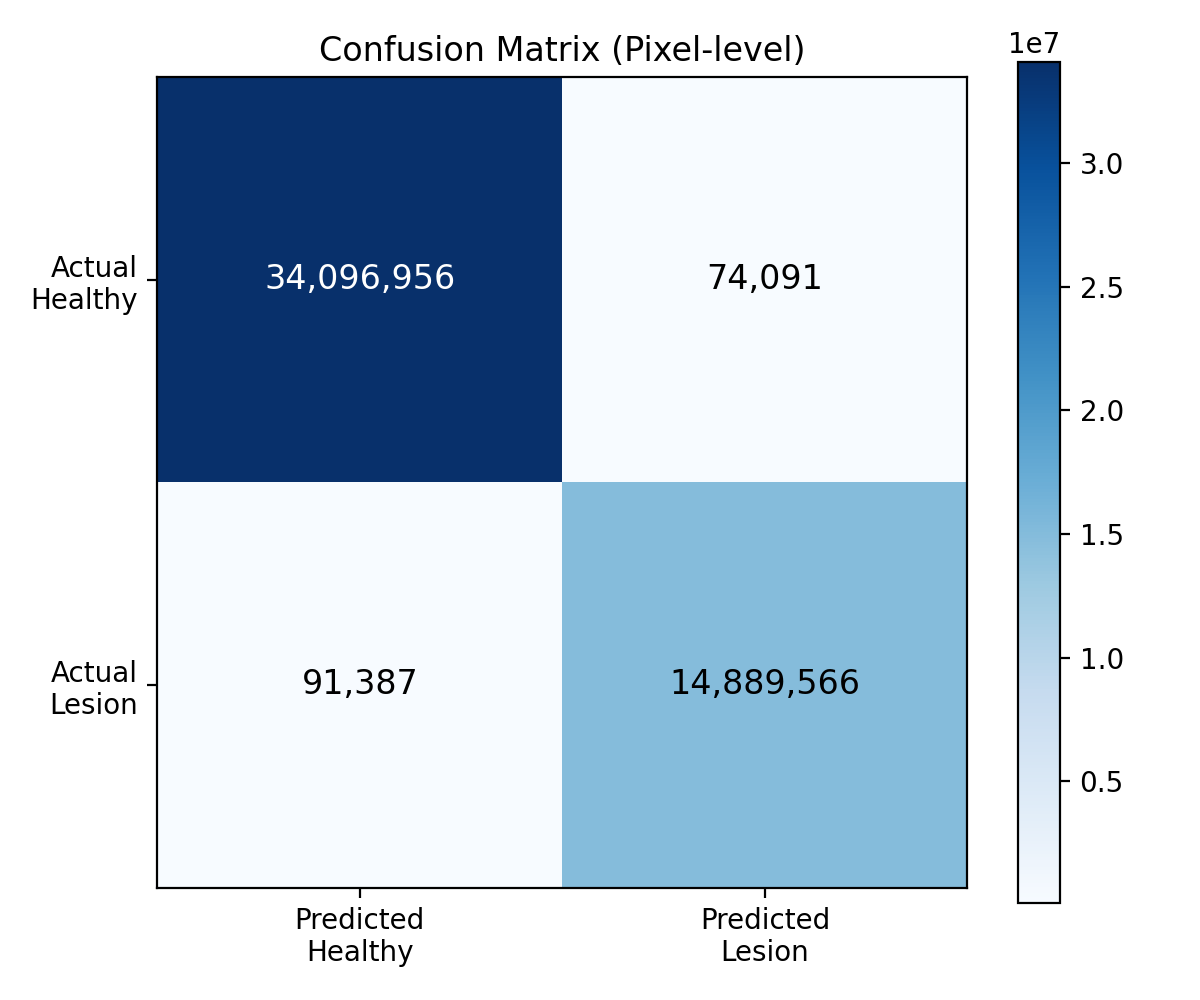 Confusion Matrix (Pixel-level)
1e7
Actual
Healthy
34,096,956
74,091
Actual
Lesion
91,387
14,889,566
Predicted
Healthy
Predicted
Lesion
3.0
2.5
2.0
1.5
1.0
0.5